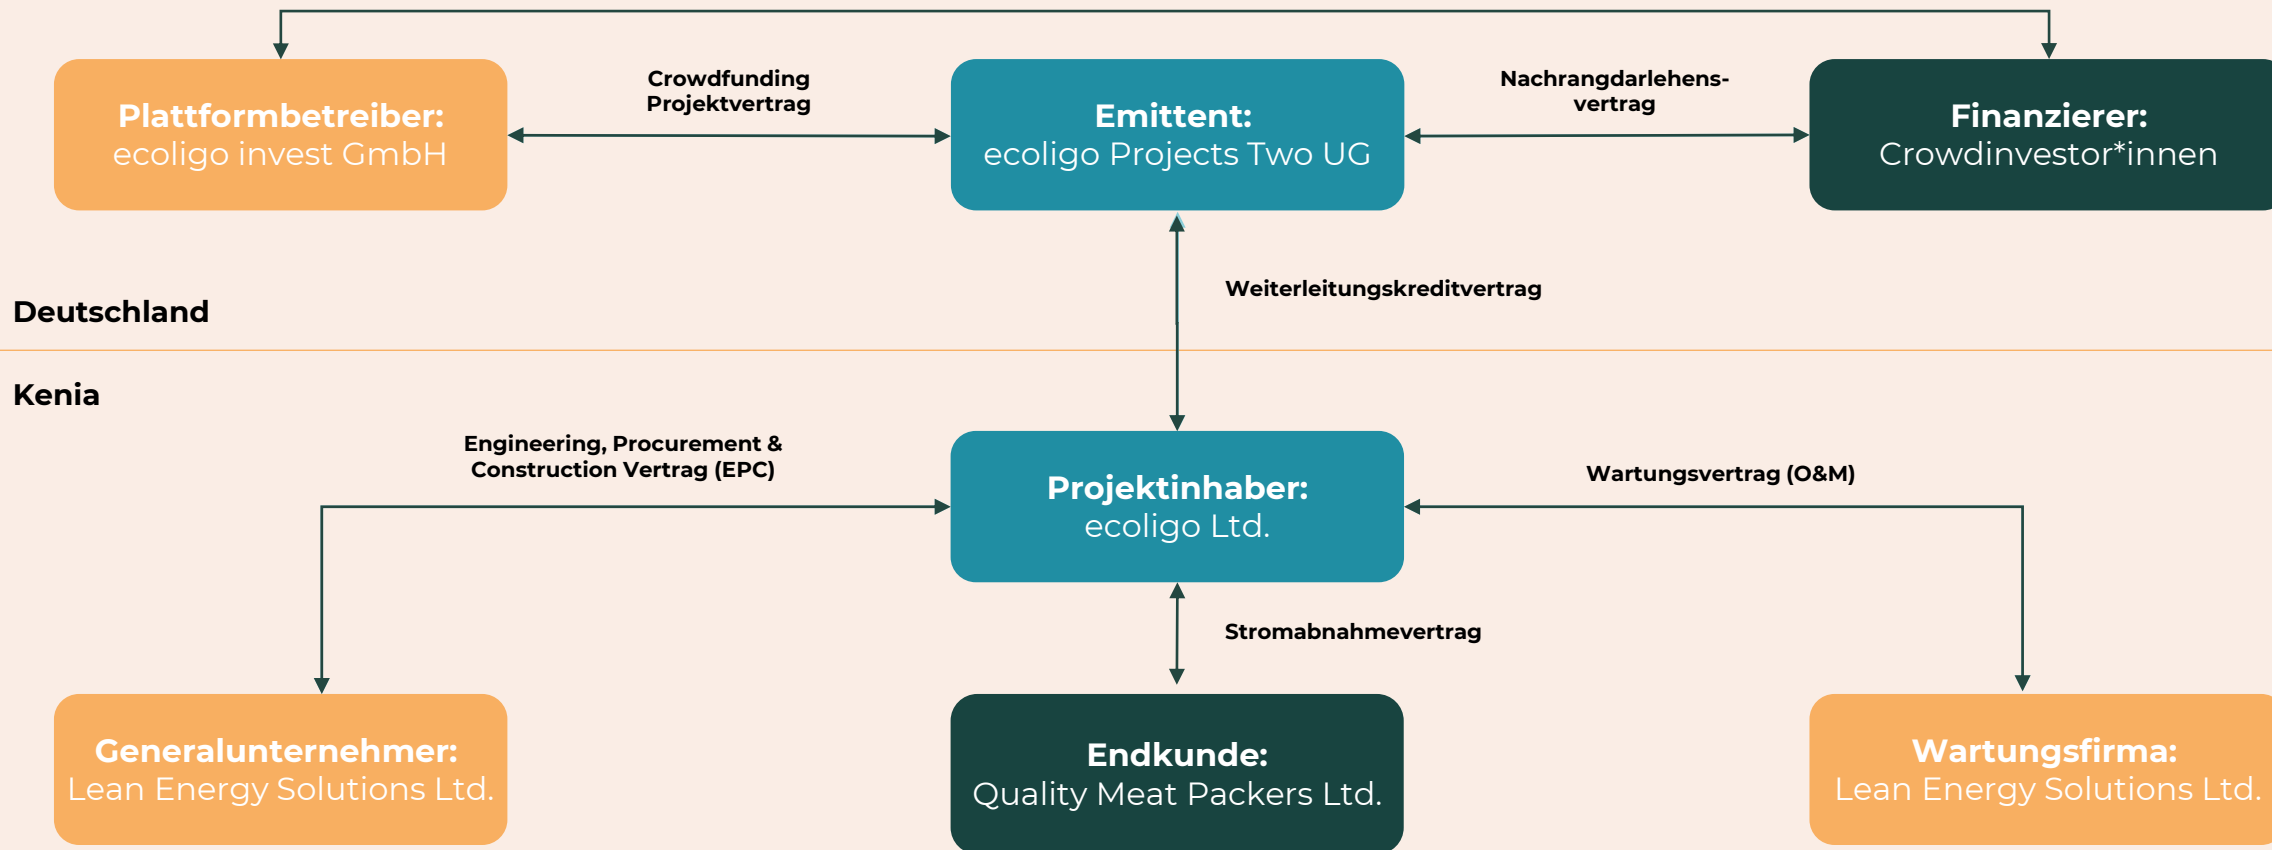 Crowdfunding
Projektvertrag
Nachrangdarlehens-
vertrag
Plattformbetreiber:
ecoligo invest GmbH
Emittent:
ecoligo Projects Two UG
Finanzierer:
Crowdinvestor*innen
Weiterleitungskreditvertrag
Deutschland
Kenia
Engineering, Procurement &
Construction Vertrag (EPC)
Projektinhaber:
ecoligo Ltd.
Wartungsvertrag (O&M)
Stromabnahmevertrag
Generalunternehmer:
Lean Energy Solutions Ltd.
Endkunde:
Quality Meat Packers Ltd.
Wartungsfirma:
Lean Energy Solutions Ltd.